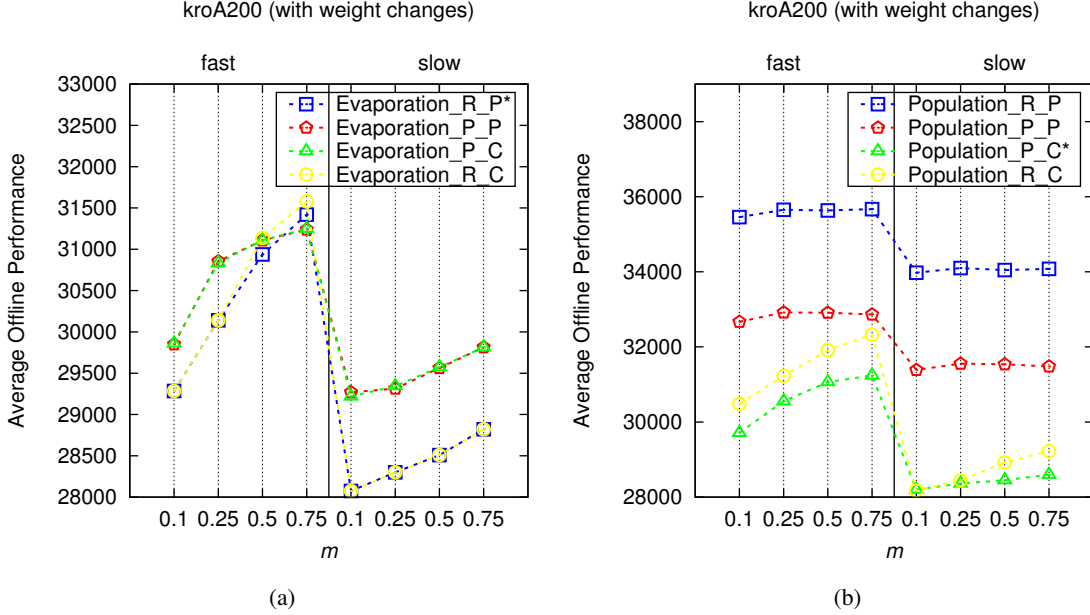 kroA200 (with weight changes)
fast slow
33000
32500
32000
31500
31000
30500
30000
29500
29000
28500
28000
Average Offline Performance
Evaporation_R_P*
Evaporation_P_P
Evaporation_P_C
Evaporation_R_C
0.1 0.25 0.5 0.75 0.1 0.25 0.5 0.75
m
(a)
kroA200 (with weight changes)
fast slow
38000
36000
34000
32000
30000
28000
Average Offline Performance
Population_R_P
Population_P_P
Population_P_C*
Population_R_C
0.1 0.25 0.5 0.75 0.1 0.25 0.5 0.75
m
(b)